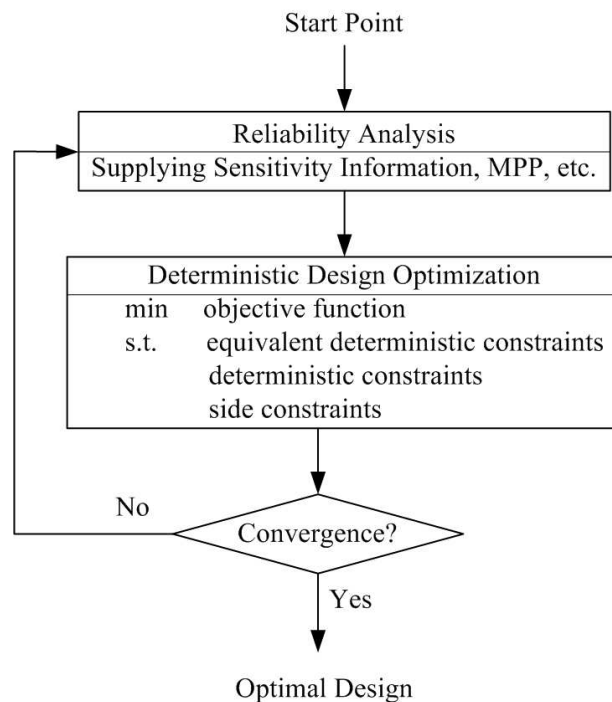 Start Point
Reliability Analysis
Supplying Sensitivity Information, MPP, etc.
Deterministic Design Optimization
min objective function
s.t. equivalent deterministic constraints
deterministic constraints
side constraints
No
Convergence?
Yes
Optimal Design